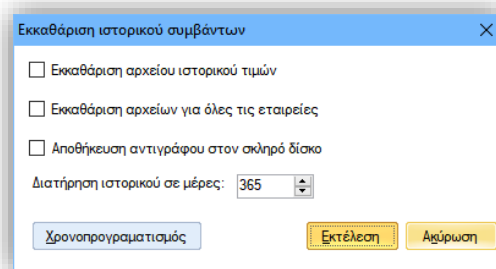 Εκκαθάριση ιστορικού συμβάντων
Εκκαθάριση αρχείου ιστορικού τιμών
Εκκαθάριση αρχείων για όλες τις εταιρείες
Αποθήκευση αντιγράφου στον σκληρό δίσκο
Διατήρηση ιστορικού σε μέρες: 365
Χρονοπρογραματισμός Εκτέλεση Ακύρωση